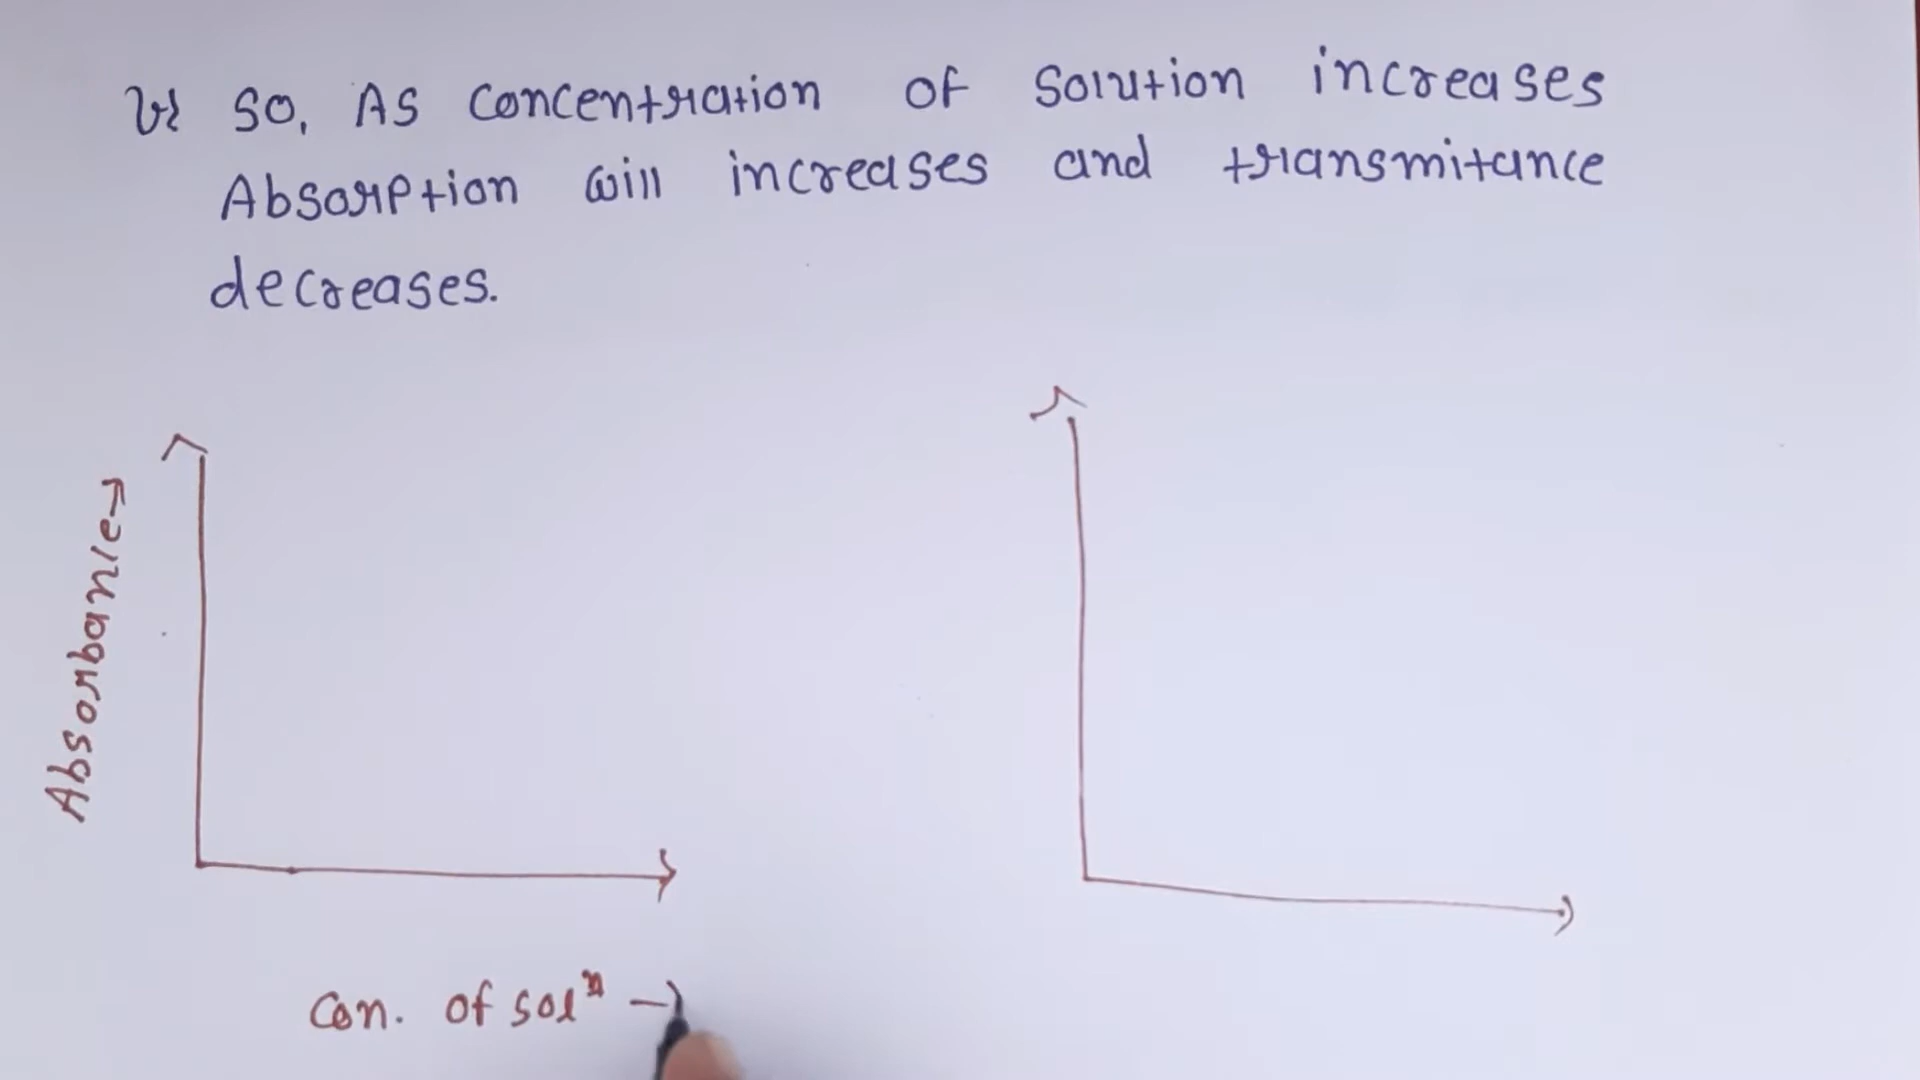 v) SO, AS concentration OF Solution increases
Absorption will increases and transmitance
decreases.
Absorbance→
Con. of solⁿ →